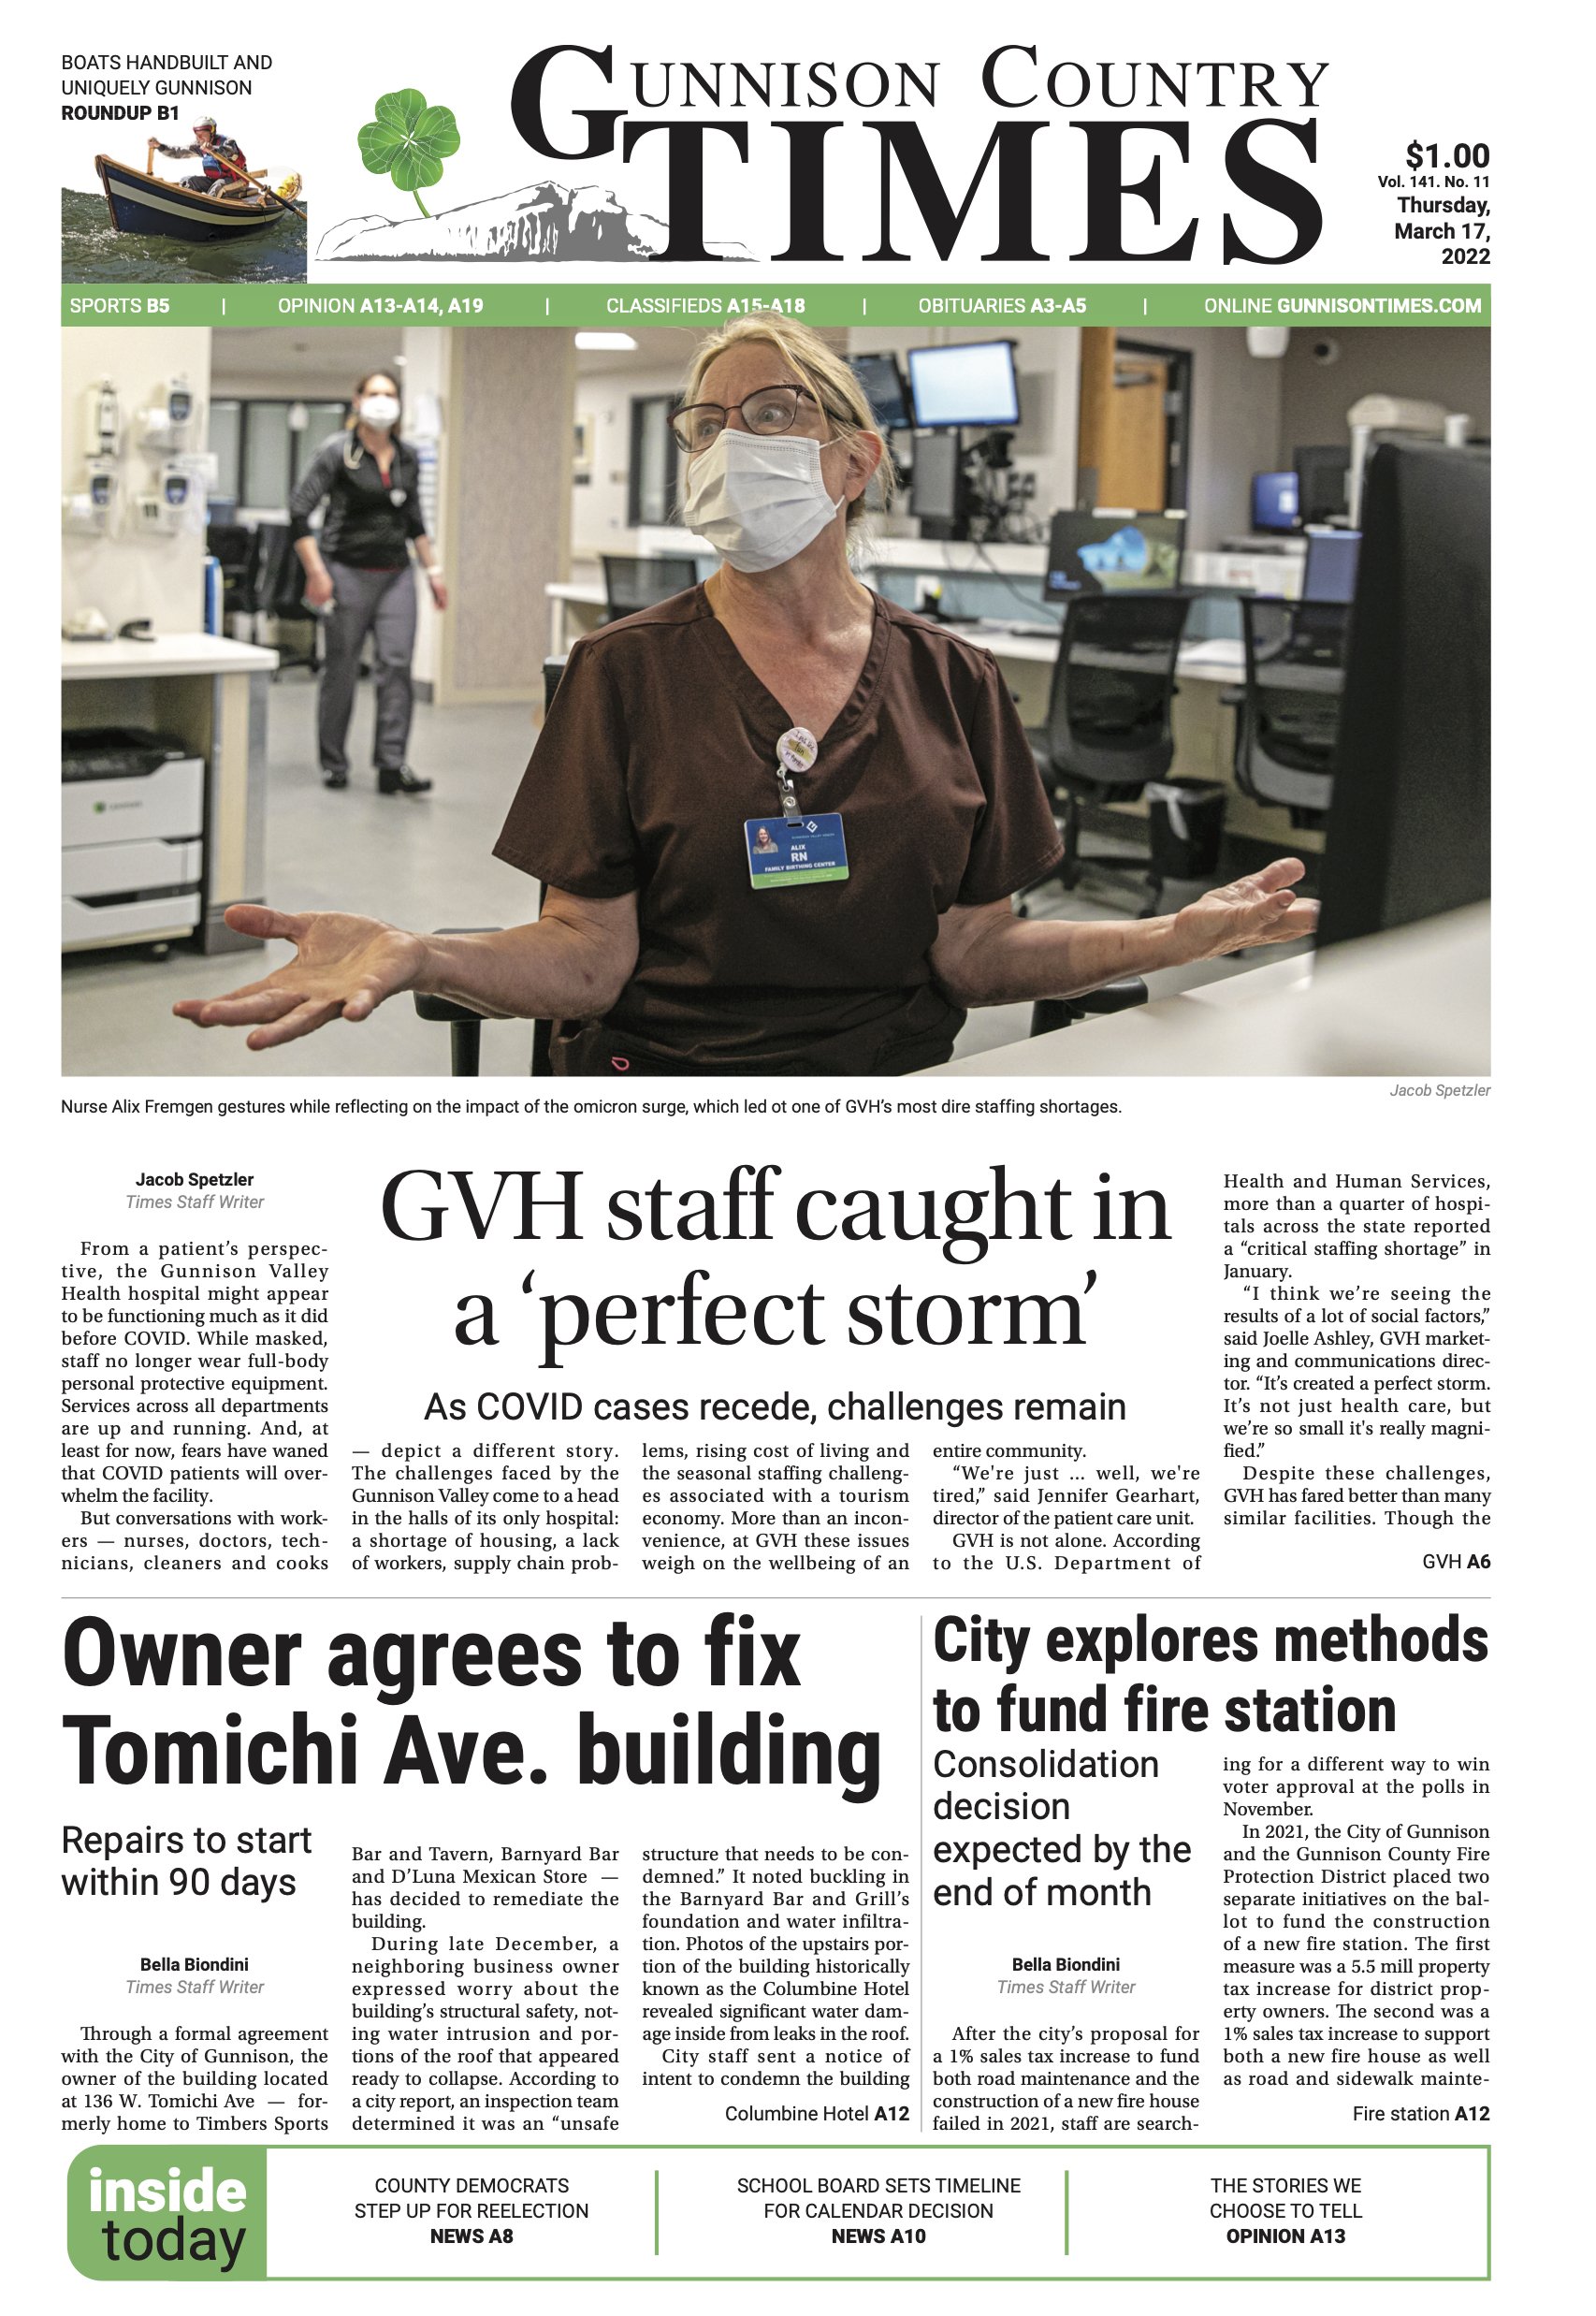 BOATS HANDBUILT AND
UNIQUELY GUNNISON
ROUNDUP B1
GUNNISON COUNTRY
TIMES
$1.00
Vol. 141. No. 11
Thursday,
March 17,
2022
SPORTS B5 | OPINION A13-A14, A19 | CLASSIFIEDS A15-A18 | OBITUARIES A3-A5 | ONLINE GUNNISONTIMES.COM
ALIX
RN
FAMILY BIRTHING CENTER
Jacob Spetzler
Nurse Alix Fremgen gestures while reflecting on the impact of the omicron surge, which led ot one of GVH's most dire staffing shortages.
GVH staff caught in
a ‘perfect storm’
As COVID cases recede, challenges remain
Jacob Spetzler
Times Staff Writer
From a patient’s perspec-
tive, the Gunnison Valley
Health hospital might appear
to be functioning much as it did
before COVID. While masked,
staff no longer wear full-body
personal protective equipment.
Services across all departments
are up and running. And, at
least for now, fears have waned
that COVID patients will over-
whelm the facility.
But conversations with work-
ers — nurses, doctors, tech-
nicians, cleaners and cooks
— depict a different story.
The challenges faced by the
Gunnison Valley come to a head
in the halls of its only hospital:
a shortage of housing, a lack
of workers, supply chain prob-
lems, rising cost of living and
the seasonal staffing challeng-
es associated with a tourism
economy. More than an incon-
venience, at GVH these issues
weigh on the wellbeing of an
entire community.
“We're just ... well, we're
tired,” said Jennifer Gearhart,
director of the patient care unit.
GVH is not alone. According
to the U.S. Department of
Health and Human Services,
more than a quarter of hospi-
tals across the state reported
a “critical staffing shortage” in
January.
“I think we’re seeing the
results of a lot of social factors,”
said Joelle Ashley, GVH market-
ing and communications direc-
tor. “It’s created a perfect storm.
It’s not just health care, but
we’re so small it's really magni-
fied.”
Despite these challenges,
GVH has fared better than many
similar facilities. Though the
GVH A6
Owner agrees to fix
Tomichi Ave. building
Repairs to start
within 90 days
Bella Biondini
Times Staff Writer
Through a formal agreement
with the City of Gunnison, the
owner of the building located
at 136 W. Tomichi Ave — for-
merly home to Timbers Sports
Bar and Tavern, Barnyard Bar
and D’Luna Mexican Store —
has decided to remediate the
building.
During late December, a
neighboring business owner
expressed worry about the
building’s structural safety, not-
ing water intrusion and por-
tions of the roof that appeared
ready to collapse. According to
a city report, an inspection team
determined it was an “unsafe
structure that needs to be con-
demned.” It noted buckling in
the Barnyard Bar and Grill’s
foundation and water infiltra-
tion. Photos of the upstairs por-
tion of the building historically
known as the Columbine Hotel
revealed significant water dam-
age inside from leaks in the roof.
City staff sent a notice of
intent to condemn the building
Columbine Hotel A12
City explores methods
to fund fire station
Consolidation
decision
expected by the
end of month
Bella Biondini
Times Staff Writer
After the city’s proposal for
a 1% sales tax increase to fund
both road maintenance and the
construction of a new fire house
failed in 2021, staff are search-
ing for a different way to win
voter approval at the polls in
November.
In 2021, the City of Gunnison
and the Gunnison County Fire
Protection District placed two
separate initiatives on the bal-
lot to fund the construction
of a new fire station. The first
measure was a 5.5 mill property
tax increase for district prop-
erty owners. The second was a
1% sales tax increase to support
both a new fire house as well
as road and sidewalk mainte-
Fire station A12
inside
today
COUNTY DEMOCRATS
STEP UP FOR REELECTION
NEWS A8
SCHOOL BOARD SETS TIMELINE
FOR CALENDAR DECISION
NEWS A10
THE STORIES WE
CHOOSE TO TELL
OPINION A13